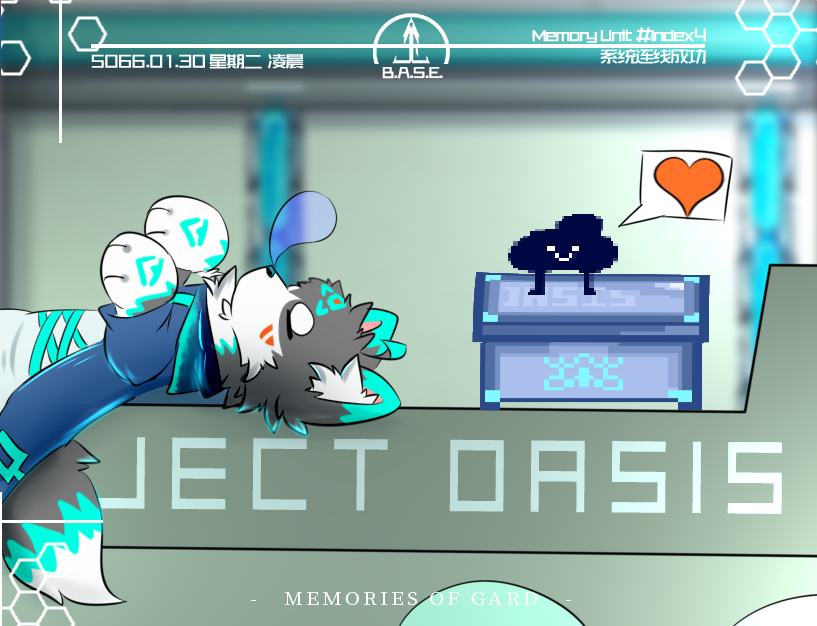 Memory Unit #Index4
5066.01.30 星期二 凌晨
系统连线成功
B.A.S.E.
JECT OASIS
- MEMORIES OF GARD -